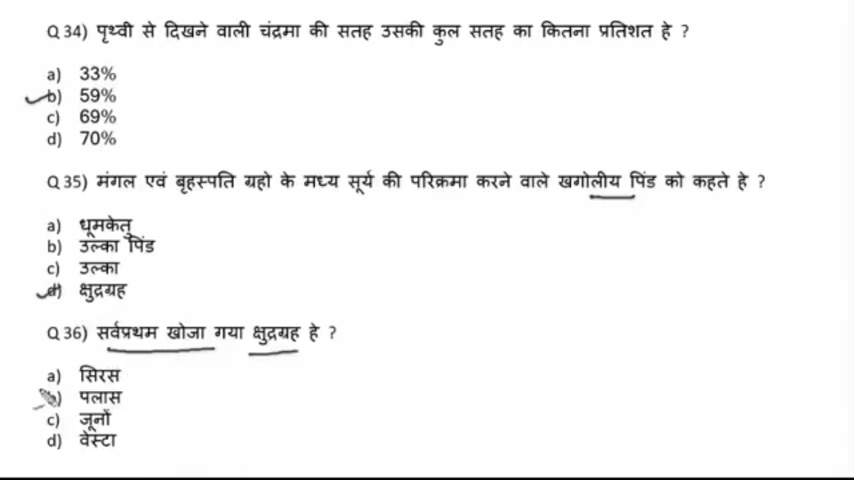 Q 34) पृथ्वी से दिखने वाली चंद्रमा की सतह उसकी कुल सतह का कितना प्रतिशत हे ?
a) 33%
b) 59%
c) 69%
d) 70%
Q 35) मंगल एवं बृहस्पति ग्रहो के मध्य सूर्य की परिक्रमा करने वाले खगोलीय पिंड को कहते हे ?
a) धूमकेतु
b) उल्का पिंड
c) उल्का
d) क्षुद्रग्रह
Q 36) सर्वप्रथम खोजा गया क्षुद्रग्रह हे ?
a) सिरस
b) पलास
c) जूनों
d) वेस्टा